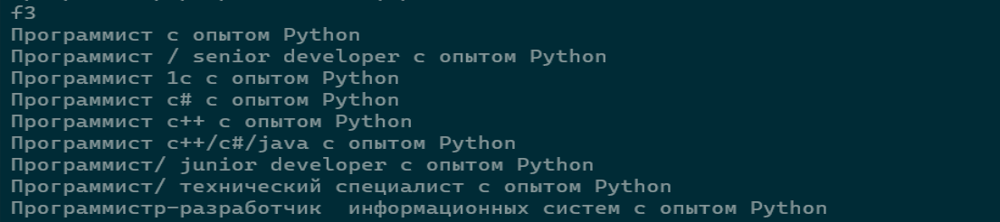 f3
Программист с опытом Python
Программист / senior developer с опытом Python
Программист 1с с опытом Python
Программист c# с опытом Python
Программист c++ с опытом Python
Программист c++/c#/java с опытом Python
Программист/ junior developer с опытом Python
Программист/ технический специалист с опытом Python
Программистр-разработчик  информационных систем с опытом Python